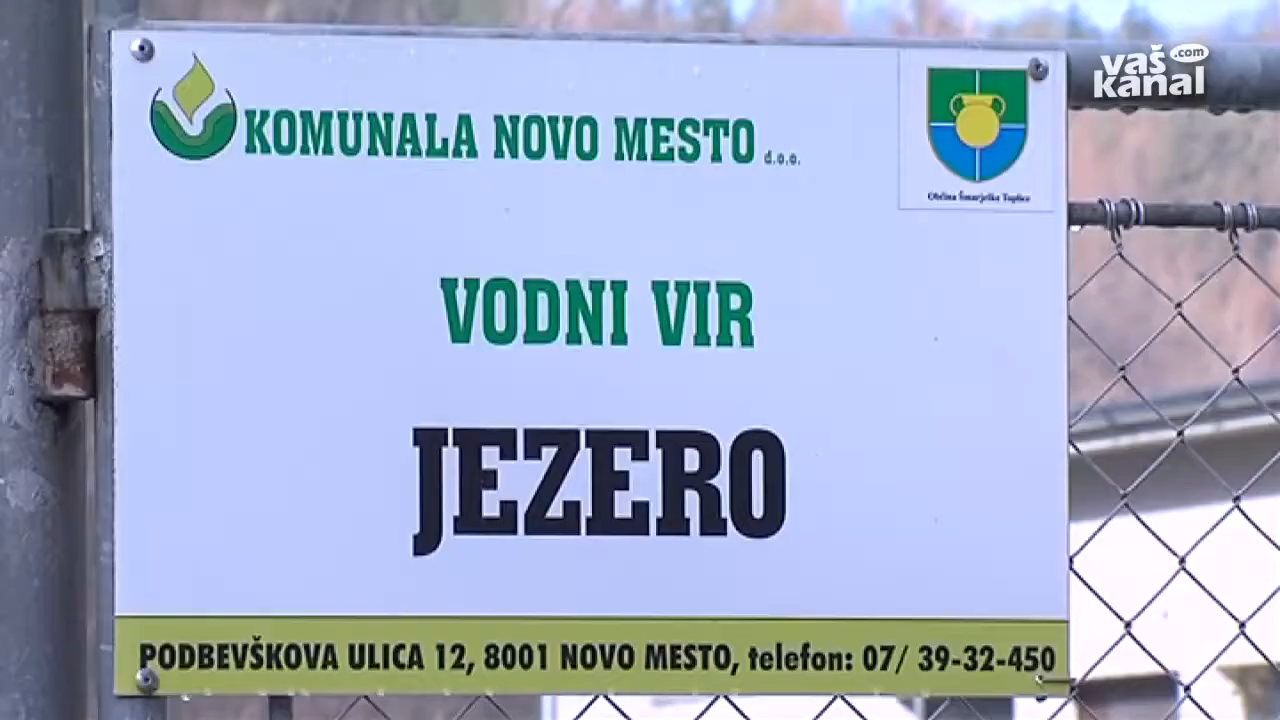 vaš
.com
kanal
KOMUNALA NOVO MESTO d.o.o.
Občina Šmarješke Toplice
VODNI VIR
JEZERO
PODBEVŠKOVA ULICA 12, 8001 NOVO MESTO, telefon: 07/ 39-32-450